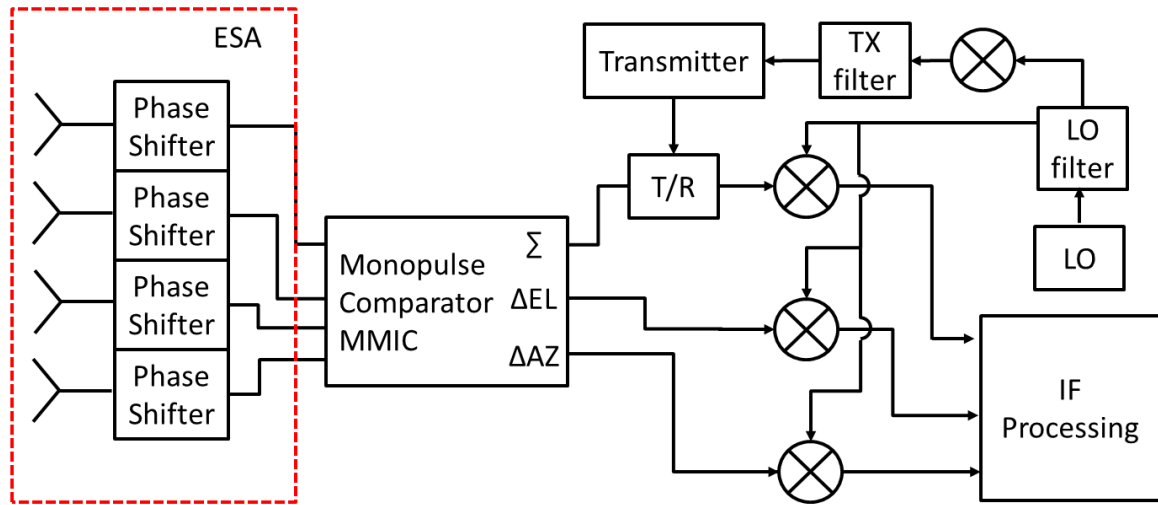 ESA
Phase
Shifter
Phase
Shifter
Phase
Shifter
Phase
Shifter
Monopulse
Comparator
MMIC
∑
ΔEL
ΔAZ
Transmitter
TX
filter
T/R
LO
filter
LO
IF
Processing